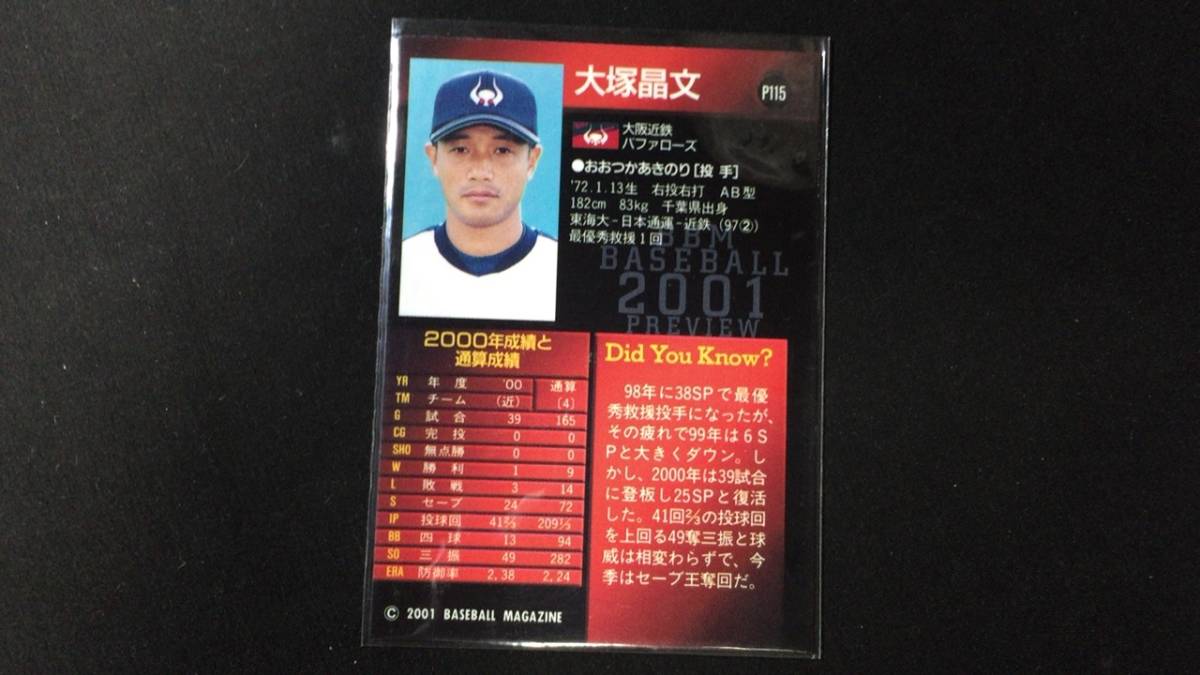 大塚晶文
P115
大阪近鉄
バファローズ
●おおつかあきのり[投手]
'72.1.13生 右投右打 AB型
182cm 83kg 千葉県出身
東海大-日本通運-近鉄(97②)
最優秀救援1回
BBM
BASEBALL
2001
PREVIEW
2000年成績と
通算成績
YR 年度 '00 通算
TM チーム (近) [4]
G 試合 39 165
CG 完投 0 0
SHO 無点勝 0 0
W 勝利 1 9
L 敗戦 3 14
S セーブ 24 72
IP 投球回 41⅔ 209⅓
BB 四球 13 94
SO 三振 49 282
ERA 防御率 2.38 2.24
© 2001 BASEBALL MAGAZINE
Did You Know?
98年に38SPで最優
秀救援投手になったが、
その疲れで99年は6S
Pと大きくダウン。し
かし、2000年は39試合
に登板し25SPと復活
した。41回⅔の投球回
を上回る49奪三振と球
威は相変わらずで、今
季はセーブ王奪回だ。